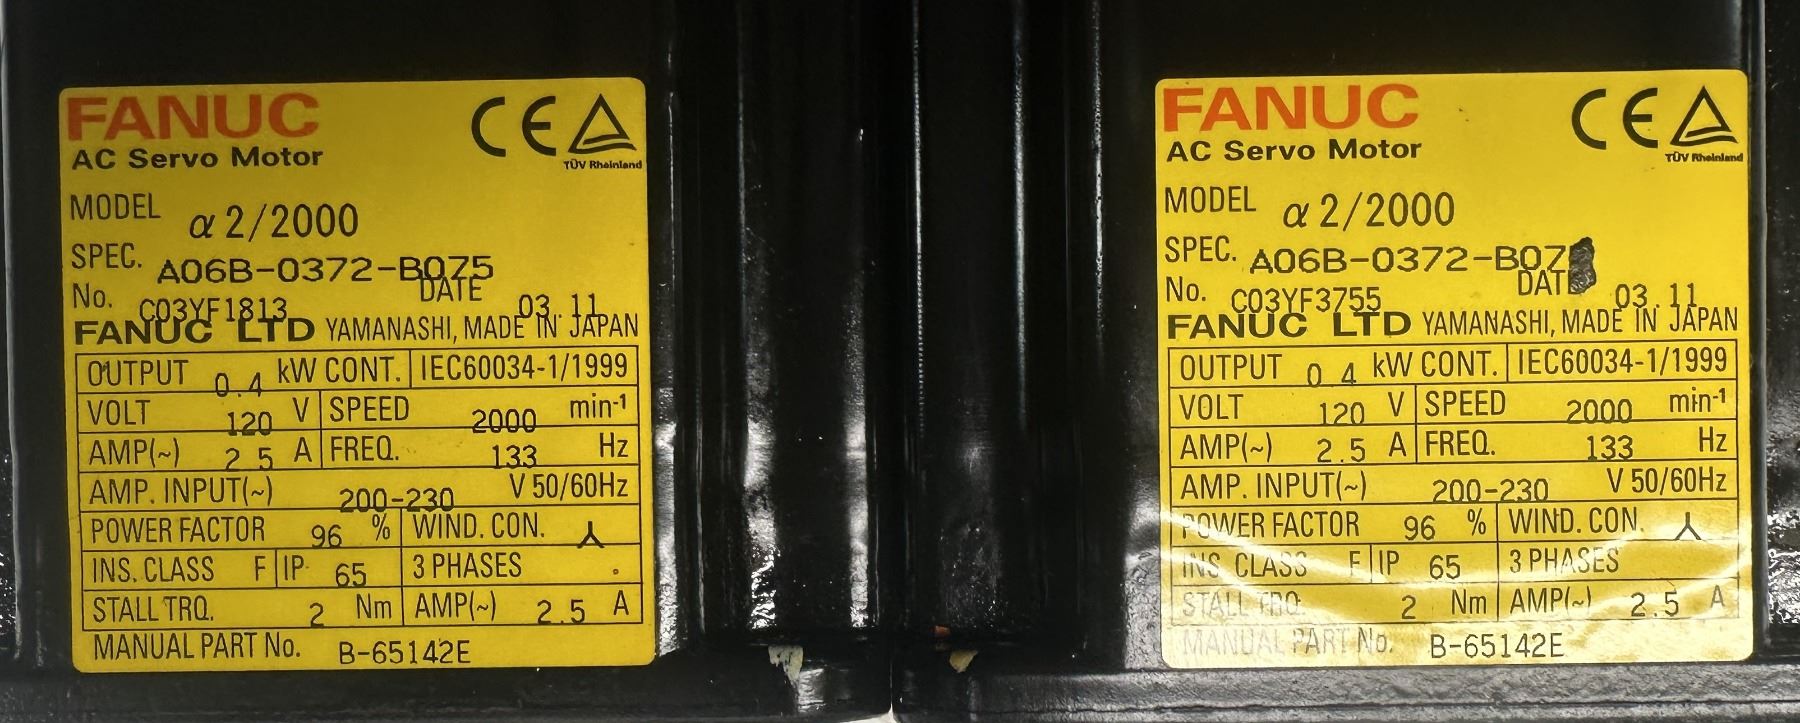 FANUC
AC Servo Motor
CE
TÜV Rheinland
MODEL α2/2000
SPEC. A06B-0372-B075
No. C03YF1813 DATE 03.11
FANUC LTD YAMANASHI, MADE IN JAPAN
OUTPUT 0.4 kW CONT. IEC60034-1/1999
VOLT 120 V SPEED 2000 min-1
AMP(~) 2.5 A FREQ. 133 Hz
AMP. INPUT(~) 200-230 V 50/60Hz
POWER FACTOR 96 % WIND. CON.
INS. CLASS F IP 65 3 PHASES
STALL TRQ. 2 Nm AMP(~) 2.5 A
MANUAL PART No. B-65142E
FANUC
AC Servo Motor
CE
TÜV Rheinland
MODEL α2/2000
SPEC. A06B-0372-B07
No. C03YF3755 DATE 03.11
FANUC LTD YAMANASHI, MADE IN JAPAN
OUTPUT 0.4 kW CONT. IEC60034-1/1999
VOLT 120 V SPEED 2000 min-1
AMP(~) 2.5 A FREQ. 133 Hz
AMP. INPUT(~) 200-230 V 50/60Hz
POWER FACTOR 96 % WIND. CON.
INS. CLASS F IP 65 3 PHASES
STALL TRQ. 2 Nm AMP(~) 2.5 A
MANUAL PART No. B-65142E